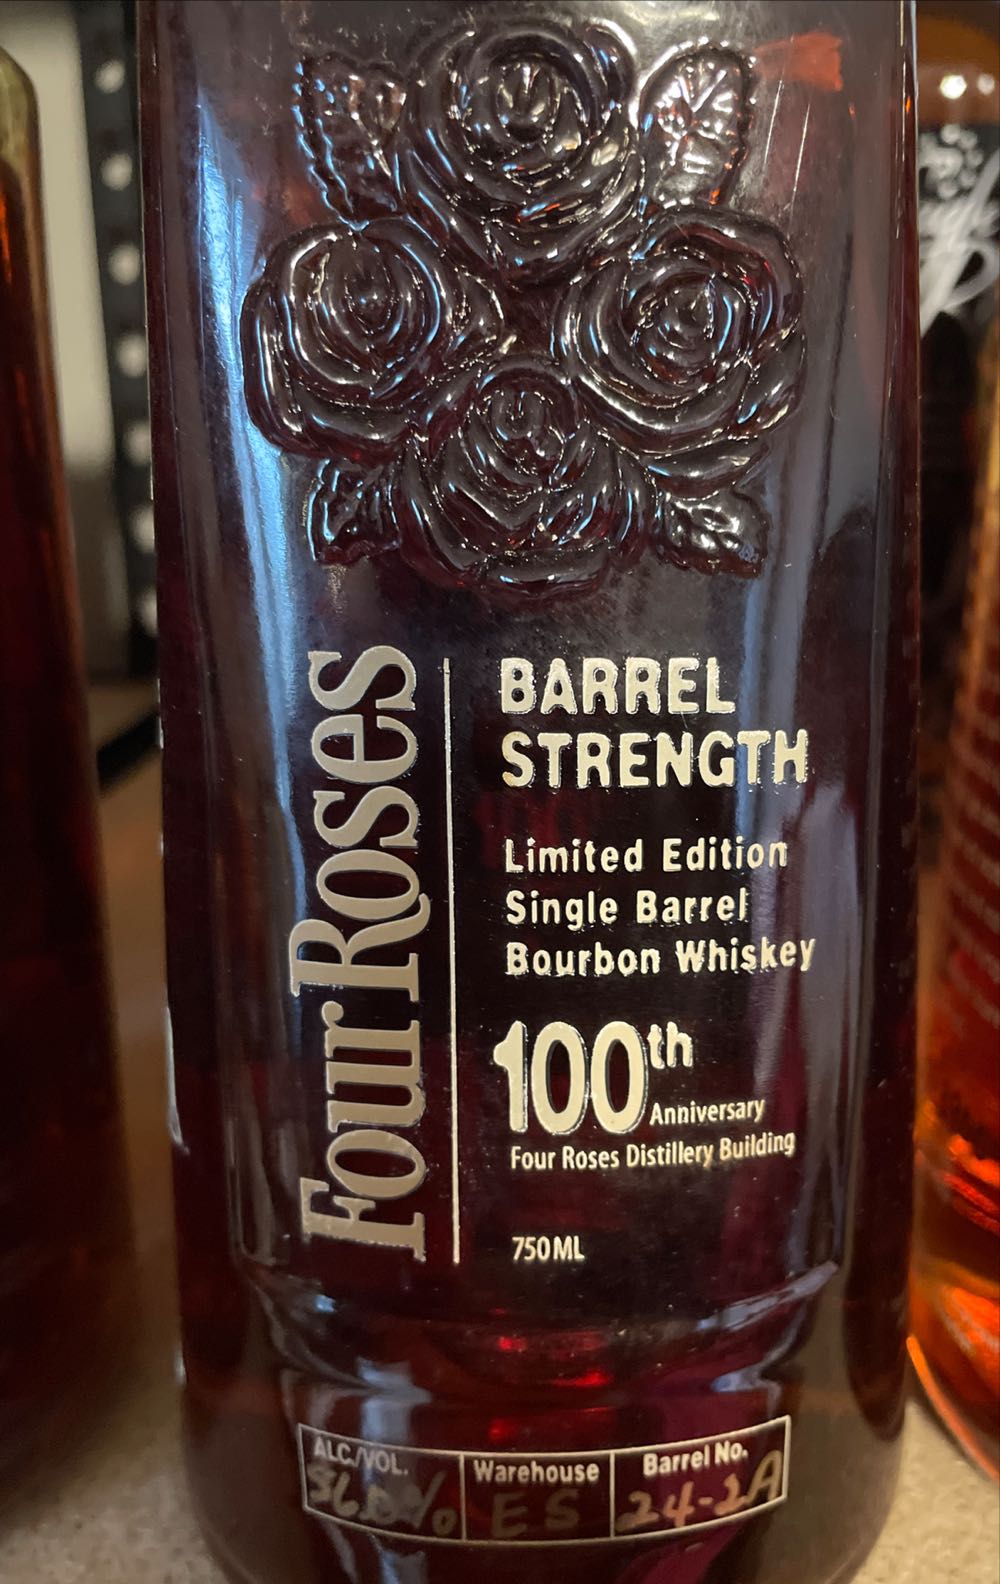 Four Roses
BARREL
STRENGTH
Limited Edition
Single Barrel
Bourbon Whiskey
100th
Anniversary
Four Roses Distillery Building
750ML
ALC./VOL.
Warehouse
ES
Barrel No.
24-2A